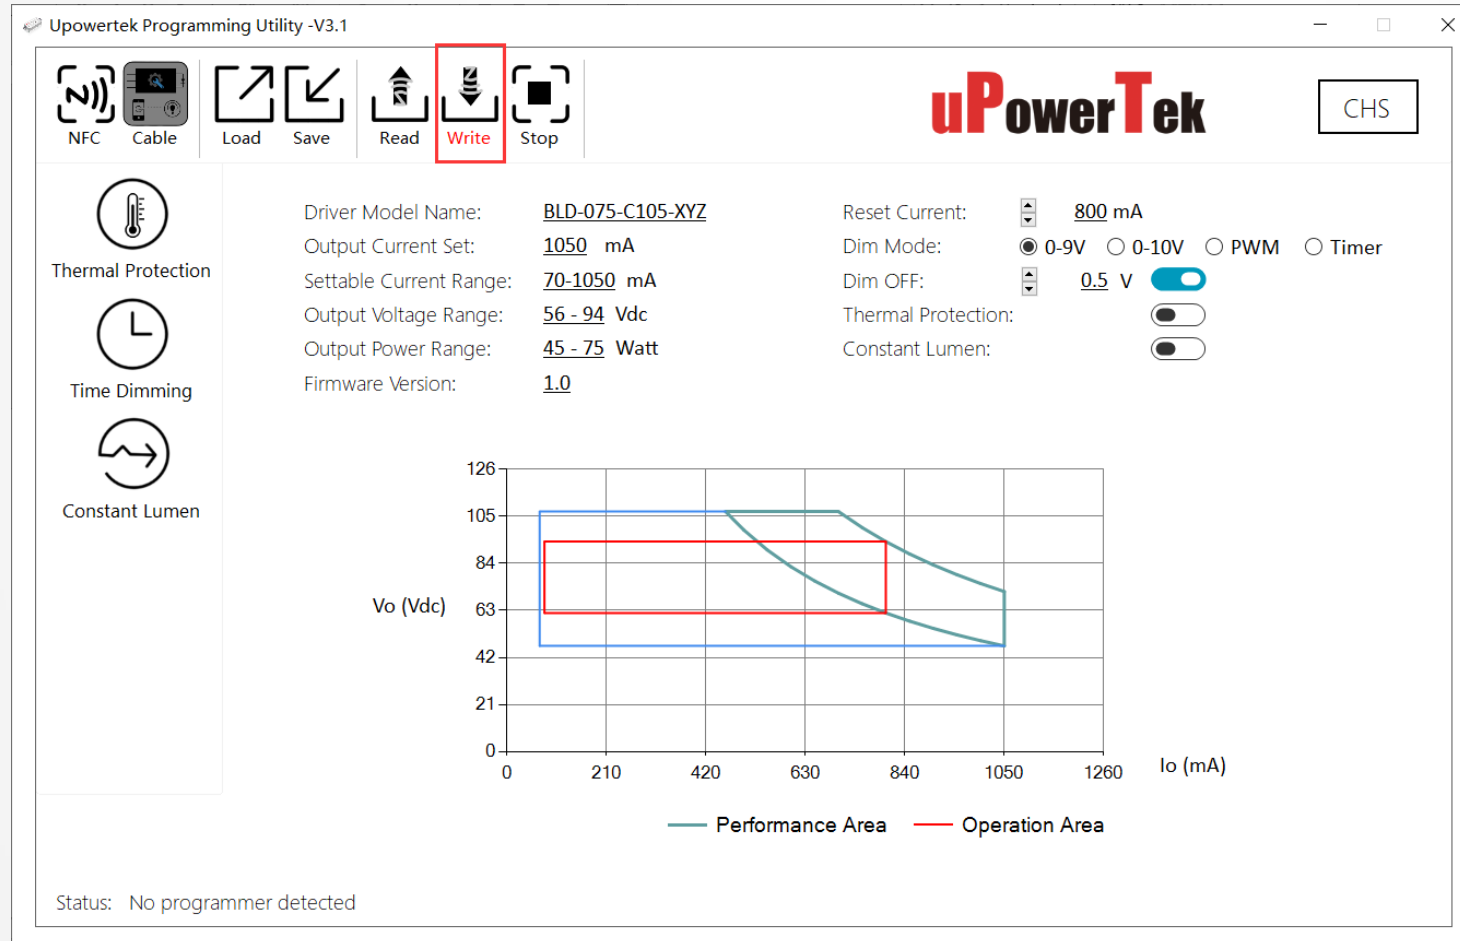 Upowertek Programming Utility -V3.1
NFC Cable Load Save Read Write Stop
uPowerTek
CHS
Thermal Protection
Time Dimming
Constant Lumen
Driver Model Name: BLD-075-C105-XYZ
Output Current Set: 1050 mA
Settable Current Range: 70-1050 mA
Output Voltage Range: 56 - 94 Vdc
Output Power Range: 45 - 75 Watt
Firmware Version: 1.0
Reset Current: 800 mA
Dim Mode: 0-9V 0-10V PWM Timer
Dim OFF: 0.5 V
Thermal Protection:
Constant Lumen:
126
105
84
Vo (Vdc)
63
42
21
0
0 210 420 630 840 1050 1260
Io (mA)
Performance Area Operation Area
Status: No programmer detected